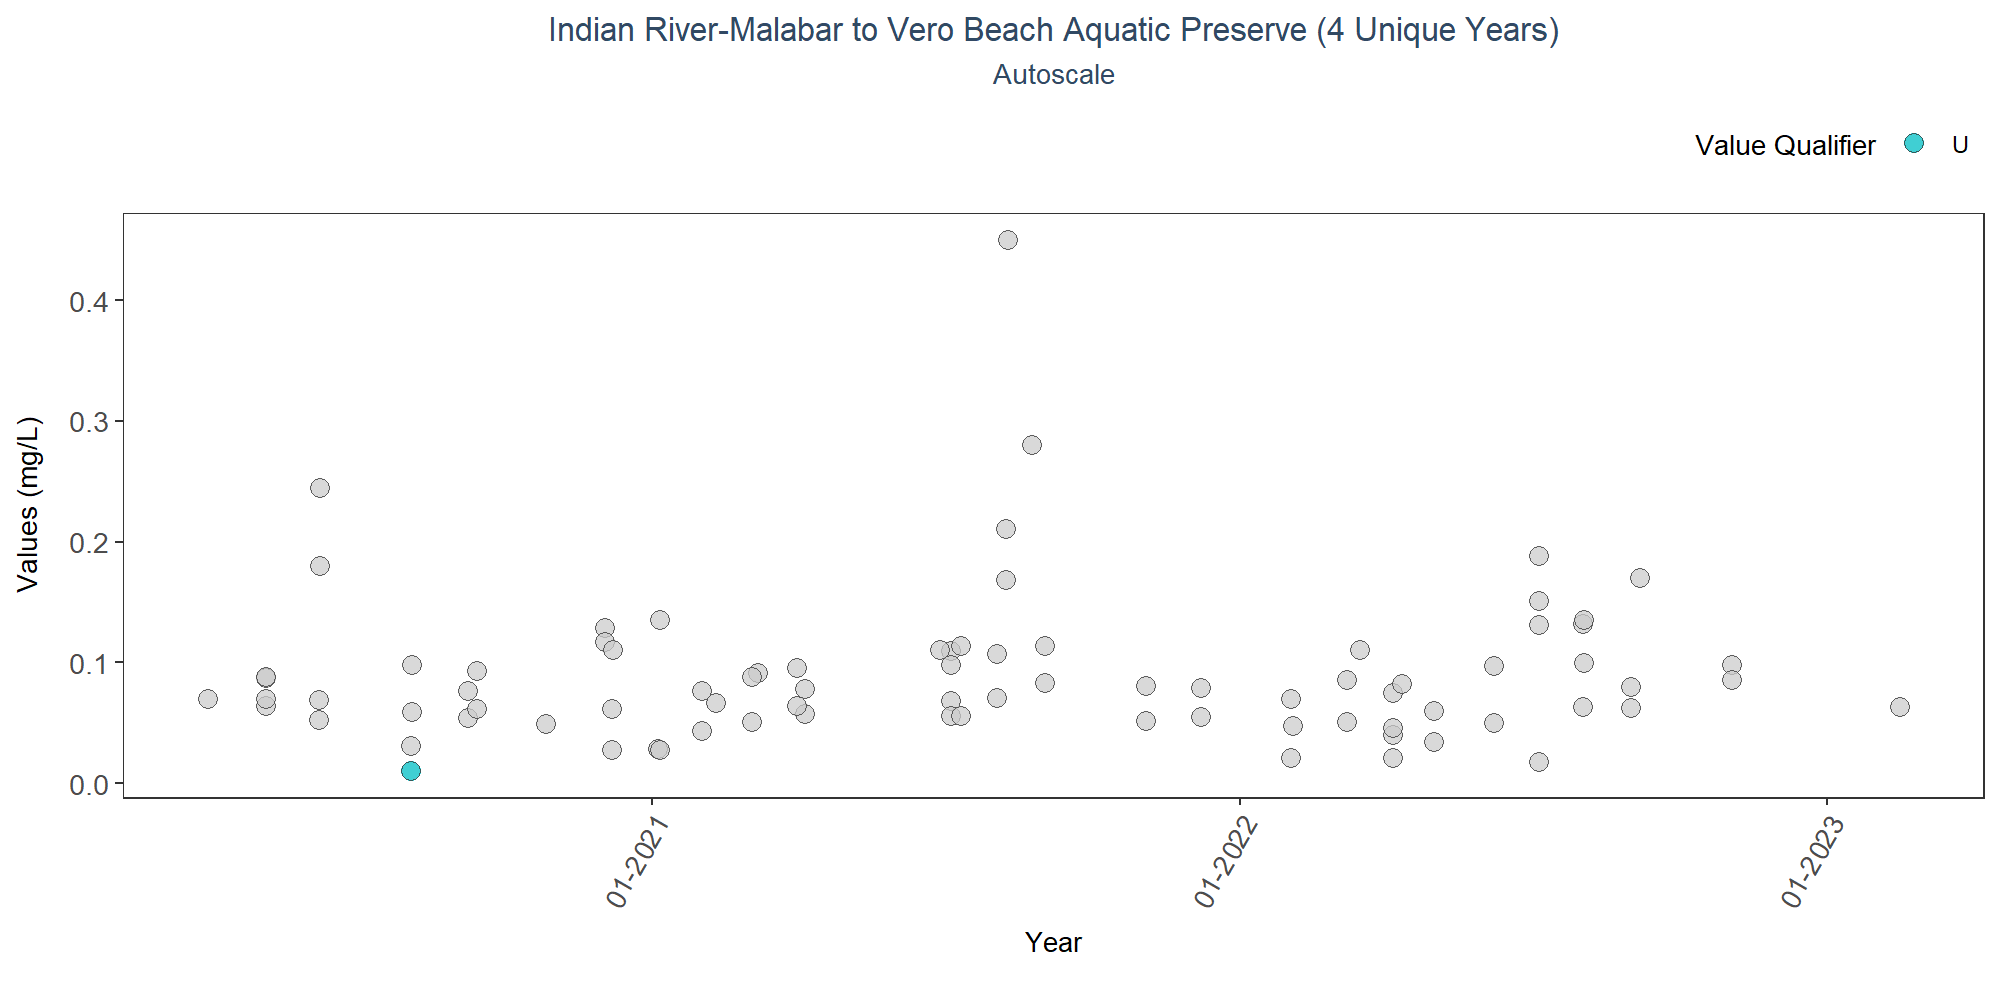 Indian River-Malabar to Vero Beach Aquatic Preserve (4 Unique Years)
Autoscale
Value Qualifier U
Values (mg/L)
0.4
0.3
0.2
0.1
0.0
01-2021
01-2022
01-2023
Year